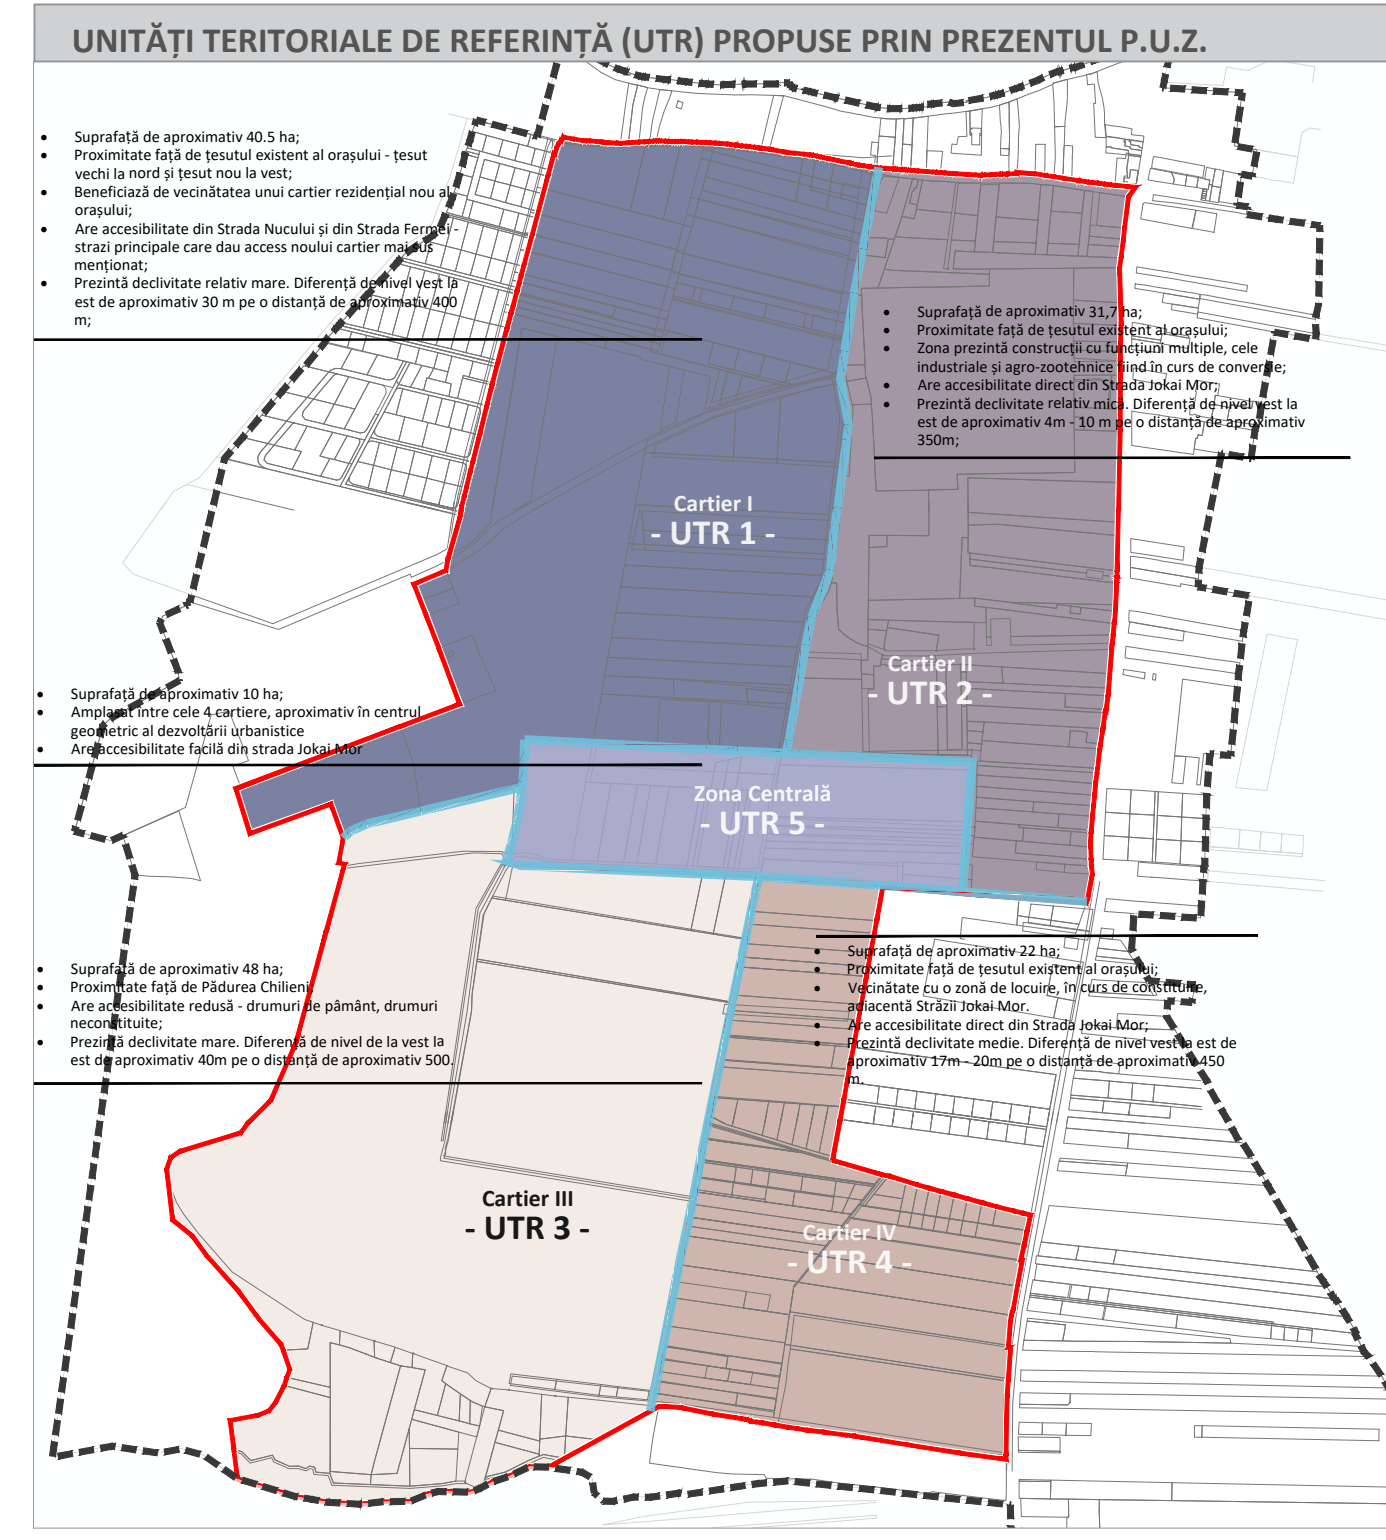 UNITĂȚI TERITORIALE DE REFERINȚĂ (UTR) PROPUSE PRIN PREZENTUL P.U.Z.
• Suprafață de aproximativ 40.5 ha;
• Proximitate față de țesutul existent al orașului - țesut
vechi la nord și țesut nou la vest;
• Beneficiază de vecinătatea unui cartier rezidențial nou al
orașului;
• Are accesibilitate din Strada Nucului și din Strada Fermei -
strazi principale care dau access noului cartier mai sus
menționat;
• Prezintă declivitate relativ mare. Diferență de nivel vest la
est de aproximativ 30 m pe o distanță de aproximativ 400
m;
• Suprafață de aproximativ 31,7 ha;
• Proximitate față de țesutul existent al orașului;
• Zona prezintă construcții cu funcțiuni multiple, cele
industriale și agro-zootehnice fiind în curs de conversie;
• Are accesibilitate direct din Strada Jokai Mor;
• Prezintă declivitate relativ mică. Diferență de nivel vest la
est de aproximativ 4m - 10 m pe o distanță de aproximativ
350m;
Cartier I
- UTR 1 -
Cartier II
- UTR 2 -
• Suprafață de aproximativ 10 ha;
• Amplasat între cele 4 cartiere, aproximativ în centrul
geometric al dezvoltării urbanistice
• Are accesibilitate facilă din strada Jokai Mor
Zona Centrală
- UTR 5 -
• Suprafață de aproximativ 48 ha;
• Proximitate față de Pădurea Chilieni;
• Are accesibilitate redusă - drumuri de pământ, drumuri
neconstituite;
• Prezintă declivitate mare. Diferență de nivel de la vest la
est de aproximativ 40m pe o distanță de aproximativ 500.
• Suprafață de aproximativ 22 ha;
• Proximitate față de țesutul existent al orașului;
• Vecinătate cu o zonă de locuire, în curs de constituire,
adiacentă Străzii Jokai Mor.
• Are accesibilitate direct din Strada Jokai Mor;
• Prezintă declivitate medie. Diferență de nivel vest la est de
aproximativ 17m - 20m pe o distanță de aproximativ 450
m.
Cartier III
- UTR 3 -
Cartier IV
- UTR 4 -